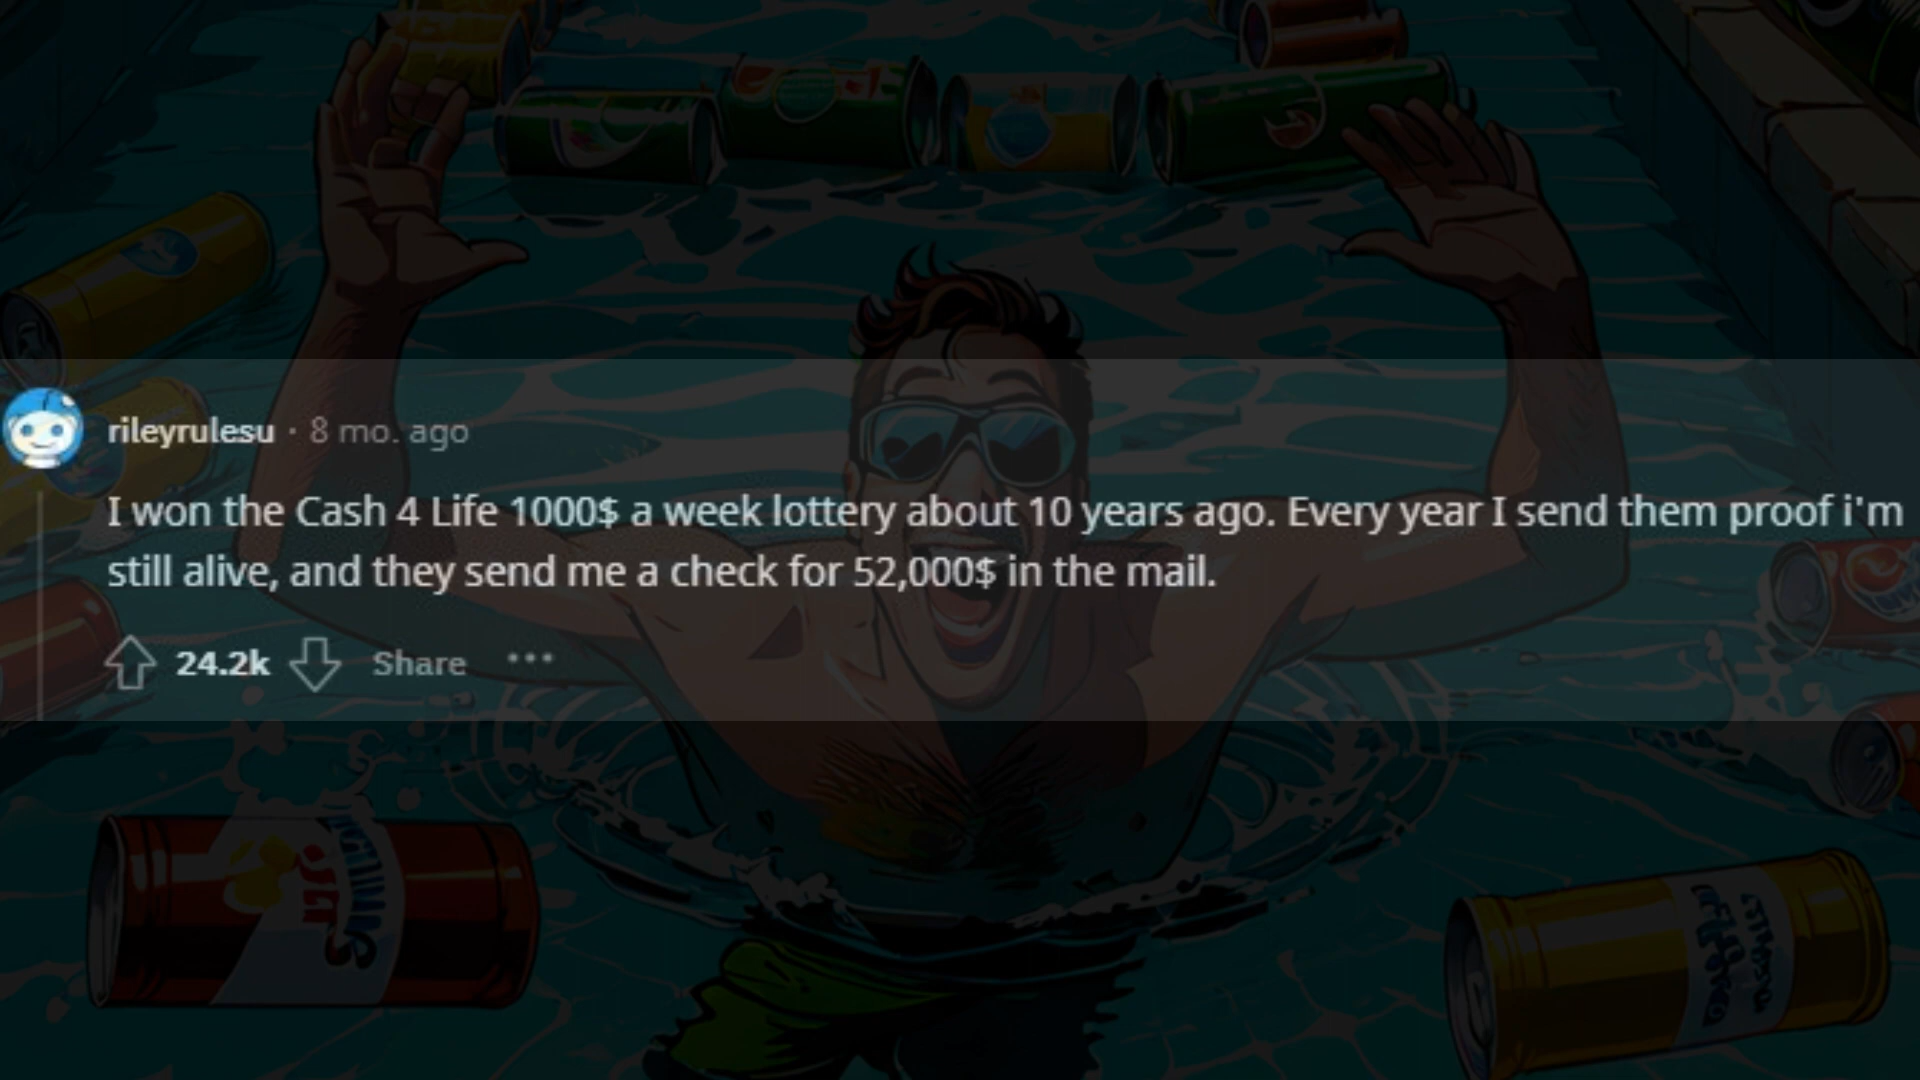 rileyrulesu · 8 mo. ago
I won the Cash 4 Life 1000$ a week lottery about 10 years ago. Every year I send them proof i'm
still alive, and they send me a check for 52,000$ in the mail.
24.2k Share ...